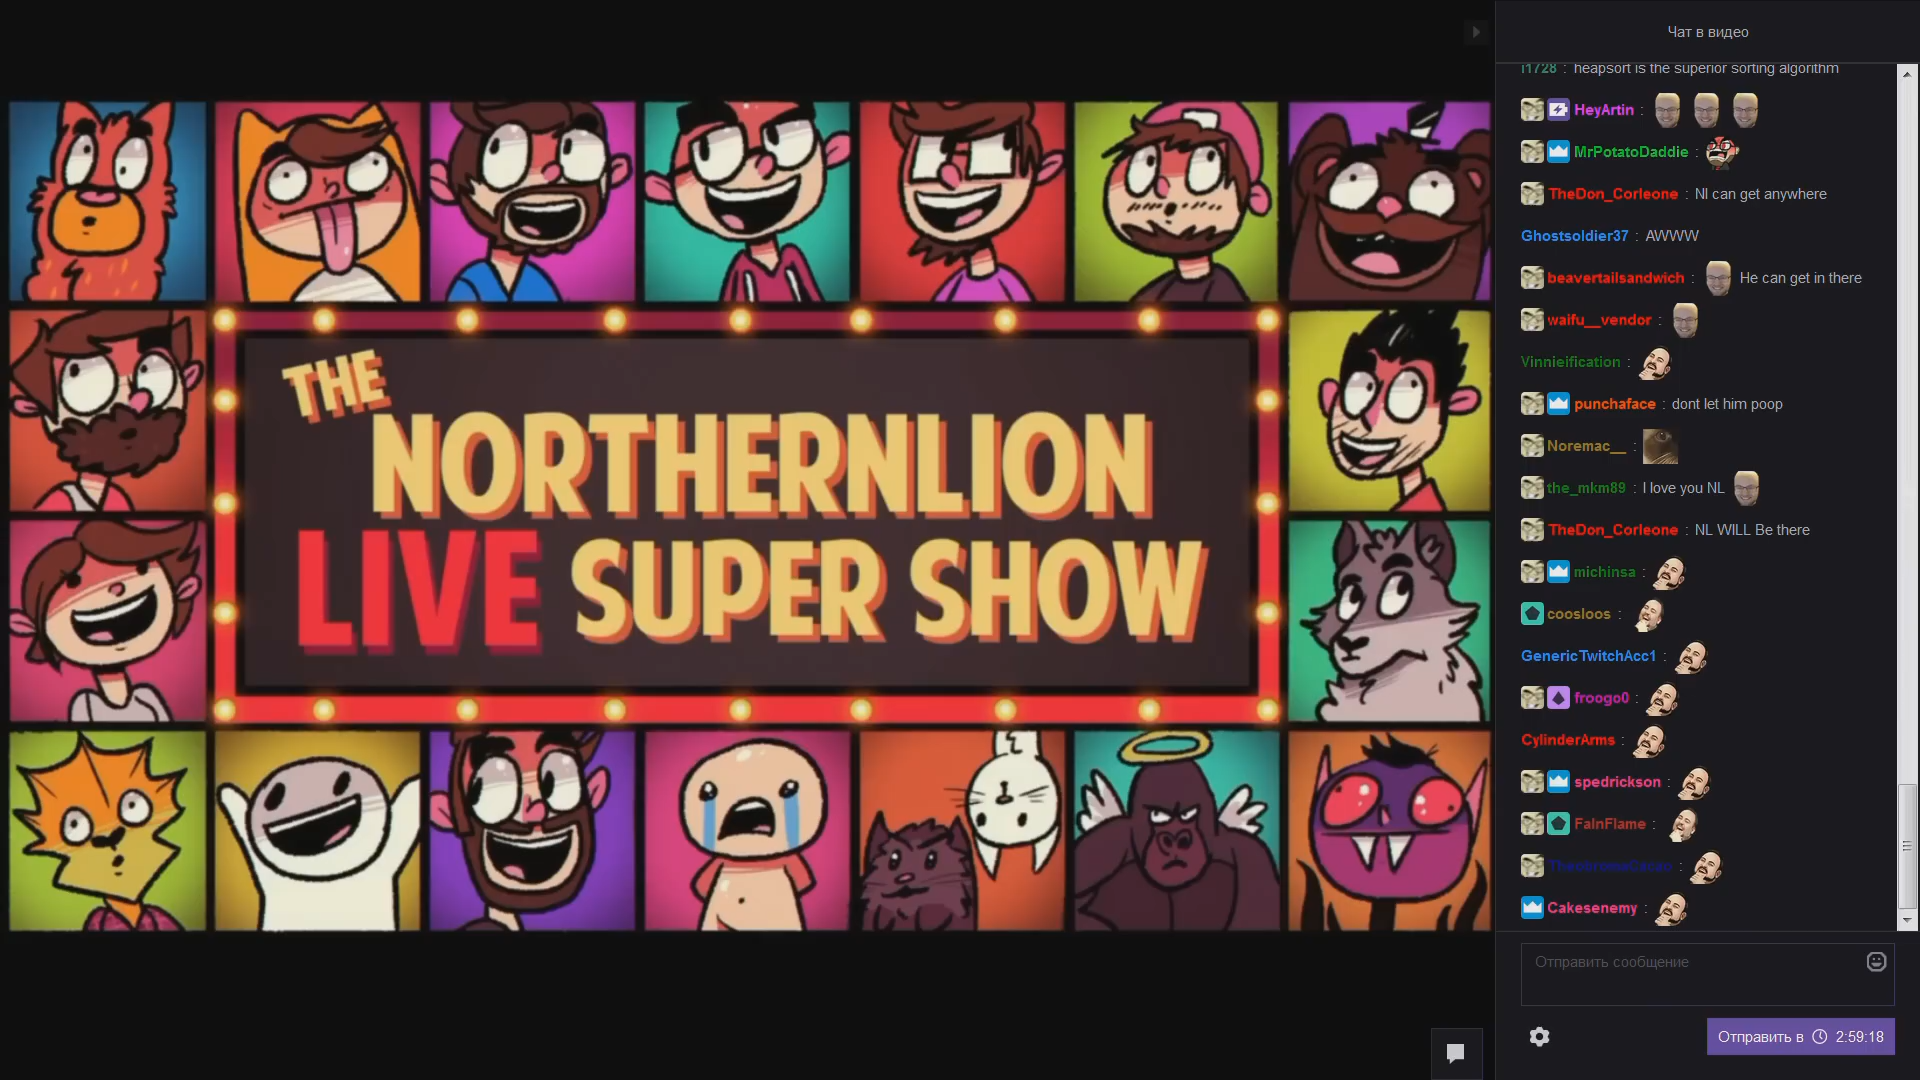 THE
NORTHERNLION
LIVE SUPER SHOW
Чат в видео
i1728 : heapsort is the superior sorting algorithm
HeyArtin :
MrPotatoDaddie :
TheDon_Corleone : Nl can get anywhere
Ghostsoldier37 : AWWW
beavertailsandwich : He can get in there
waifu__vendor :
Vinnieification :
punchaface : dont let him poop
Noremac__ :
the_mkm89 : I love you NL
TheDon_Corleone : NL WILL Be there
michinsa :
coosloos :
GenericTwitchAcc1 :
froogo0 :
CylinderArms :
spedrickson :
FalnFlame :
:
Cakesenemy :
Отправить сообщение
Отправить в 2:59:18